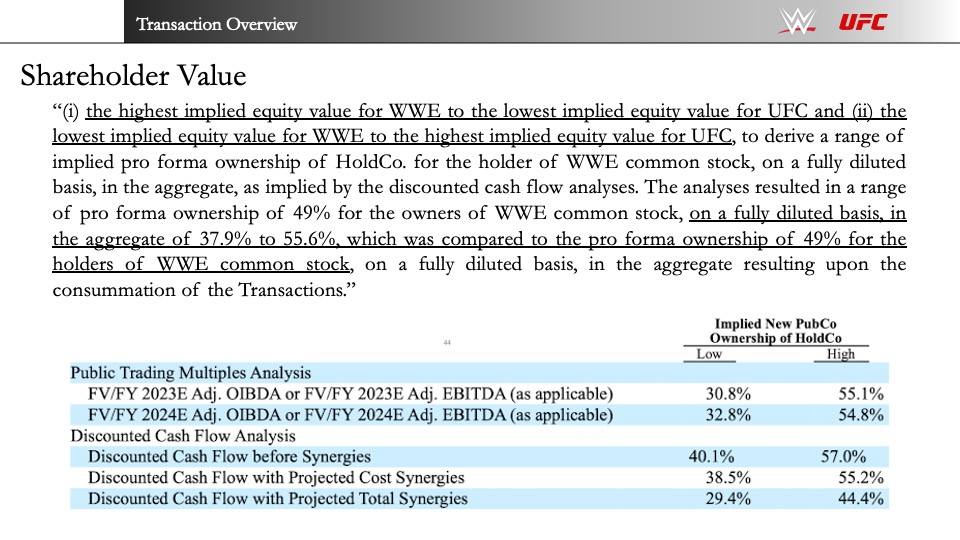 Transaction Overview
W
UFC
Shareholder Value
“(i) the highest implied equity value for WWE to the lowest implied equity value for UFC and (ii) the
lowest implied equity value for WWE to the highest implied equity value for UFC, to derive a range of
implied pro forma ownership of HoldCo. for the holder of WWE common stock, on a fully diluted
basis, in the aggregate, as implied by the discounted cash flow analyses. The analyses resulted in a range
of pro forma ownership of 49% for the owners of WWE common stock, on a fully diluted basis, in
the aggregate of 37.9% to 55.6%, which was compared to the pro forma ownership of 49% for the
holders of WWE common stock, on a fully diluted basis, in the aggregate resulting upon the
consummation of the Transactions.”
44
Implied New PubCo
Ownership of HoldCo
Low High
Public Trading Multiples Analysis
FV/FY 2023E Adj. OIBDA or FV/FY 2023E Adj. EBITDA (as applicable) 30.8% 55.1%
FV/FY 2024E Adj. OIBDA or FV/FY 2024E Adj. EBITDA (as applicable) 32.8% 54.8%
Discounted Cash Flow Analysis
Discounted Cash Flow before Synergies 40.1% 57.0%
Discounted Cash Flow with Projected Cost Synergies 38.5% 55.2%
Discounted Cash Flow with Projected Total Synergies 29.4% 44.4%